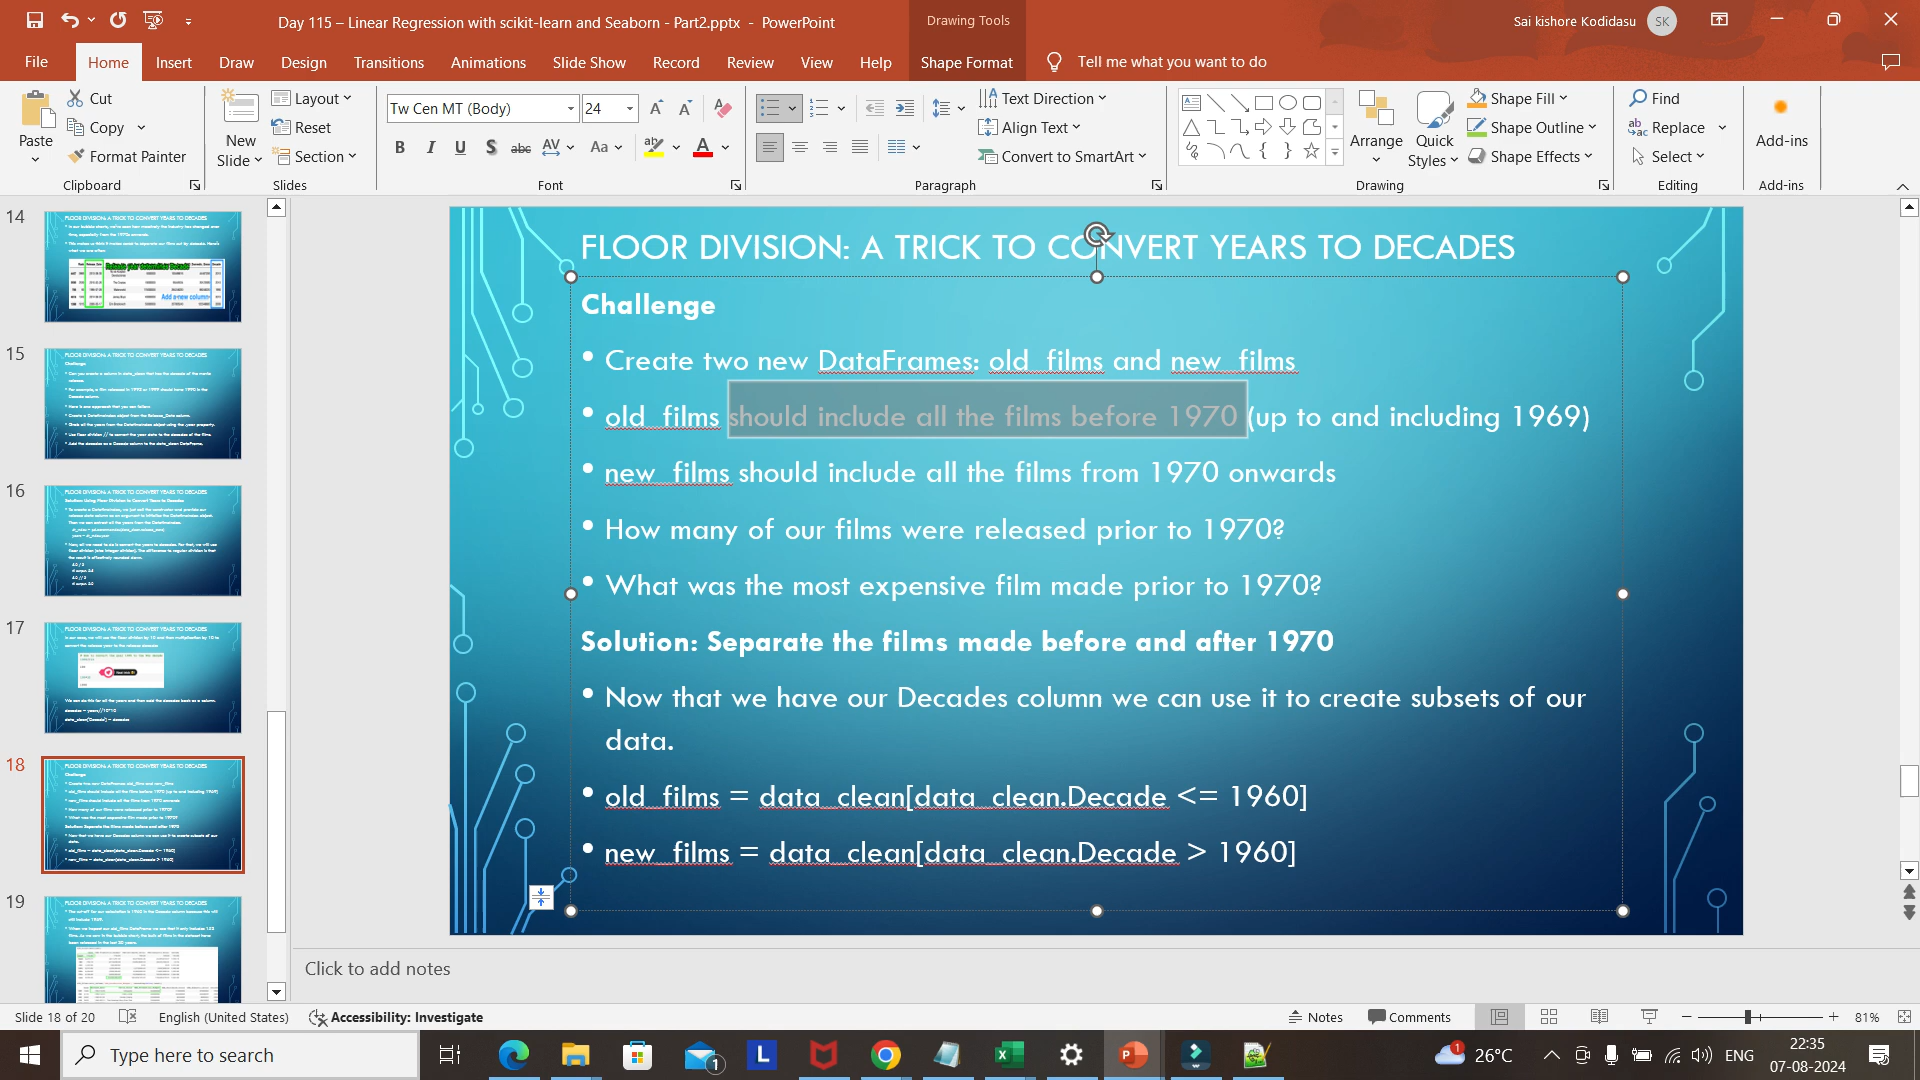 Day 115 – Linear Regression with scikit-learn and Seaborn - Part2.pptx - PowerPoint
Drawing Tools
Sai kishore Kodidasu
SK
File
Home
Insert
Draw
Design
Transitions
Animations
Slide Show
Record
Review
View
Help
Shape Format
Tell me what you want to do
Paste
Cut
Copy
Format Painter
Clipboard
New Slide
Layout
Reset
Section
Slides
Tw Cen MT (Body)
24
Font
Text Direction
Align Text
Convert to SmartArt
Paragraph
Arrange
Quick Styles
Shape Fill
Shape Outline
Shape Effects
Drawing
Find
Replace
Select
Editing
Add-ins
Add-ins
14
15
16
17
18
19
FLOOR DIVISION: A TRICK TO CONVERT YEARS TO DECADES
Challenge
• Create two new DataFrames: old_films and new_films
• old_films should include all the films before 1970 (up to and including 1969)
• new_films should include all the films from 1970 onwards
• How many of our films were released prior to 1970?
• What was the most expensive film made prior to 1970?
Solution: Separate the films made before and after 1970
• Now that we have our Decades column we can use it to create subsets of our
data.
• old_films = data_clean[data_clean.Decade <= 1960]
• new_films = data_clean[data_clean.Decade > 1960]
Click to add notes
Slide 18 of 20
English (United States)
Accessibility: Investigate
Notes
Comments
81%
Type here to search
26°C
ENG
22:35
07-08-2024